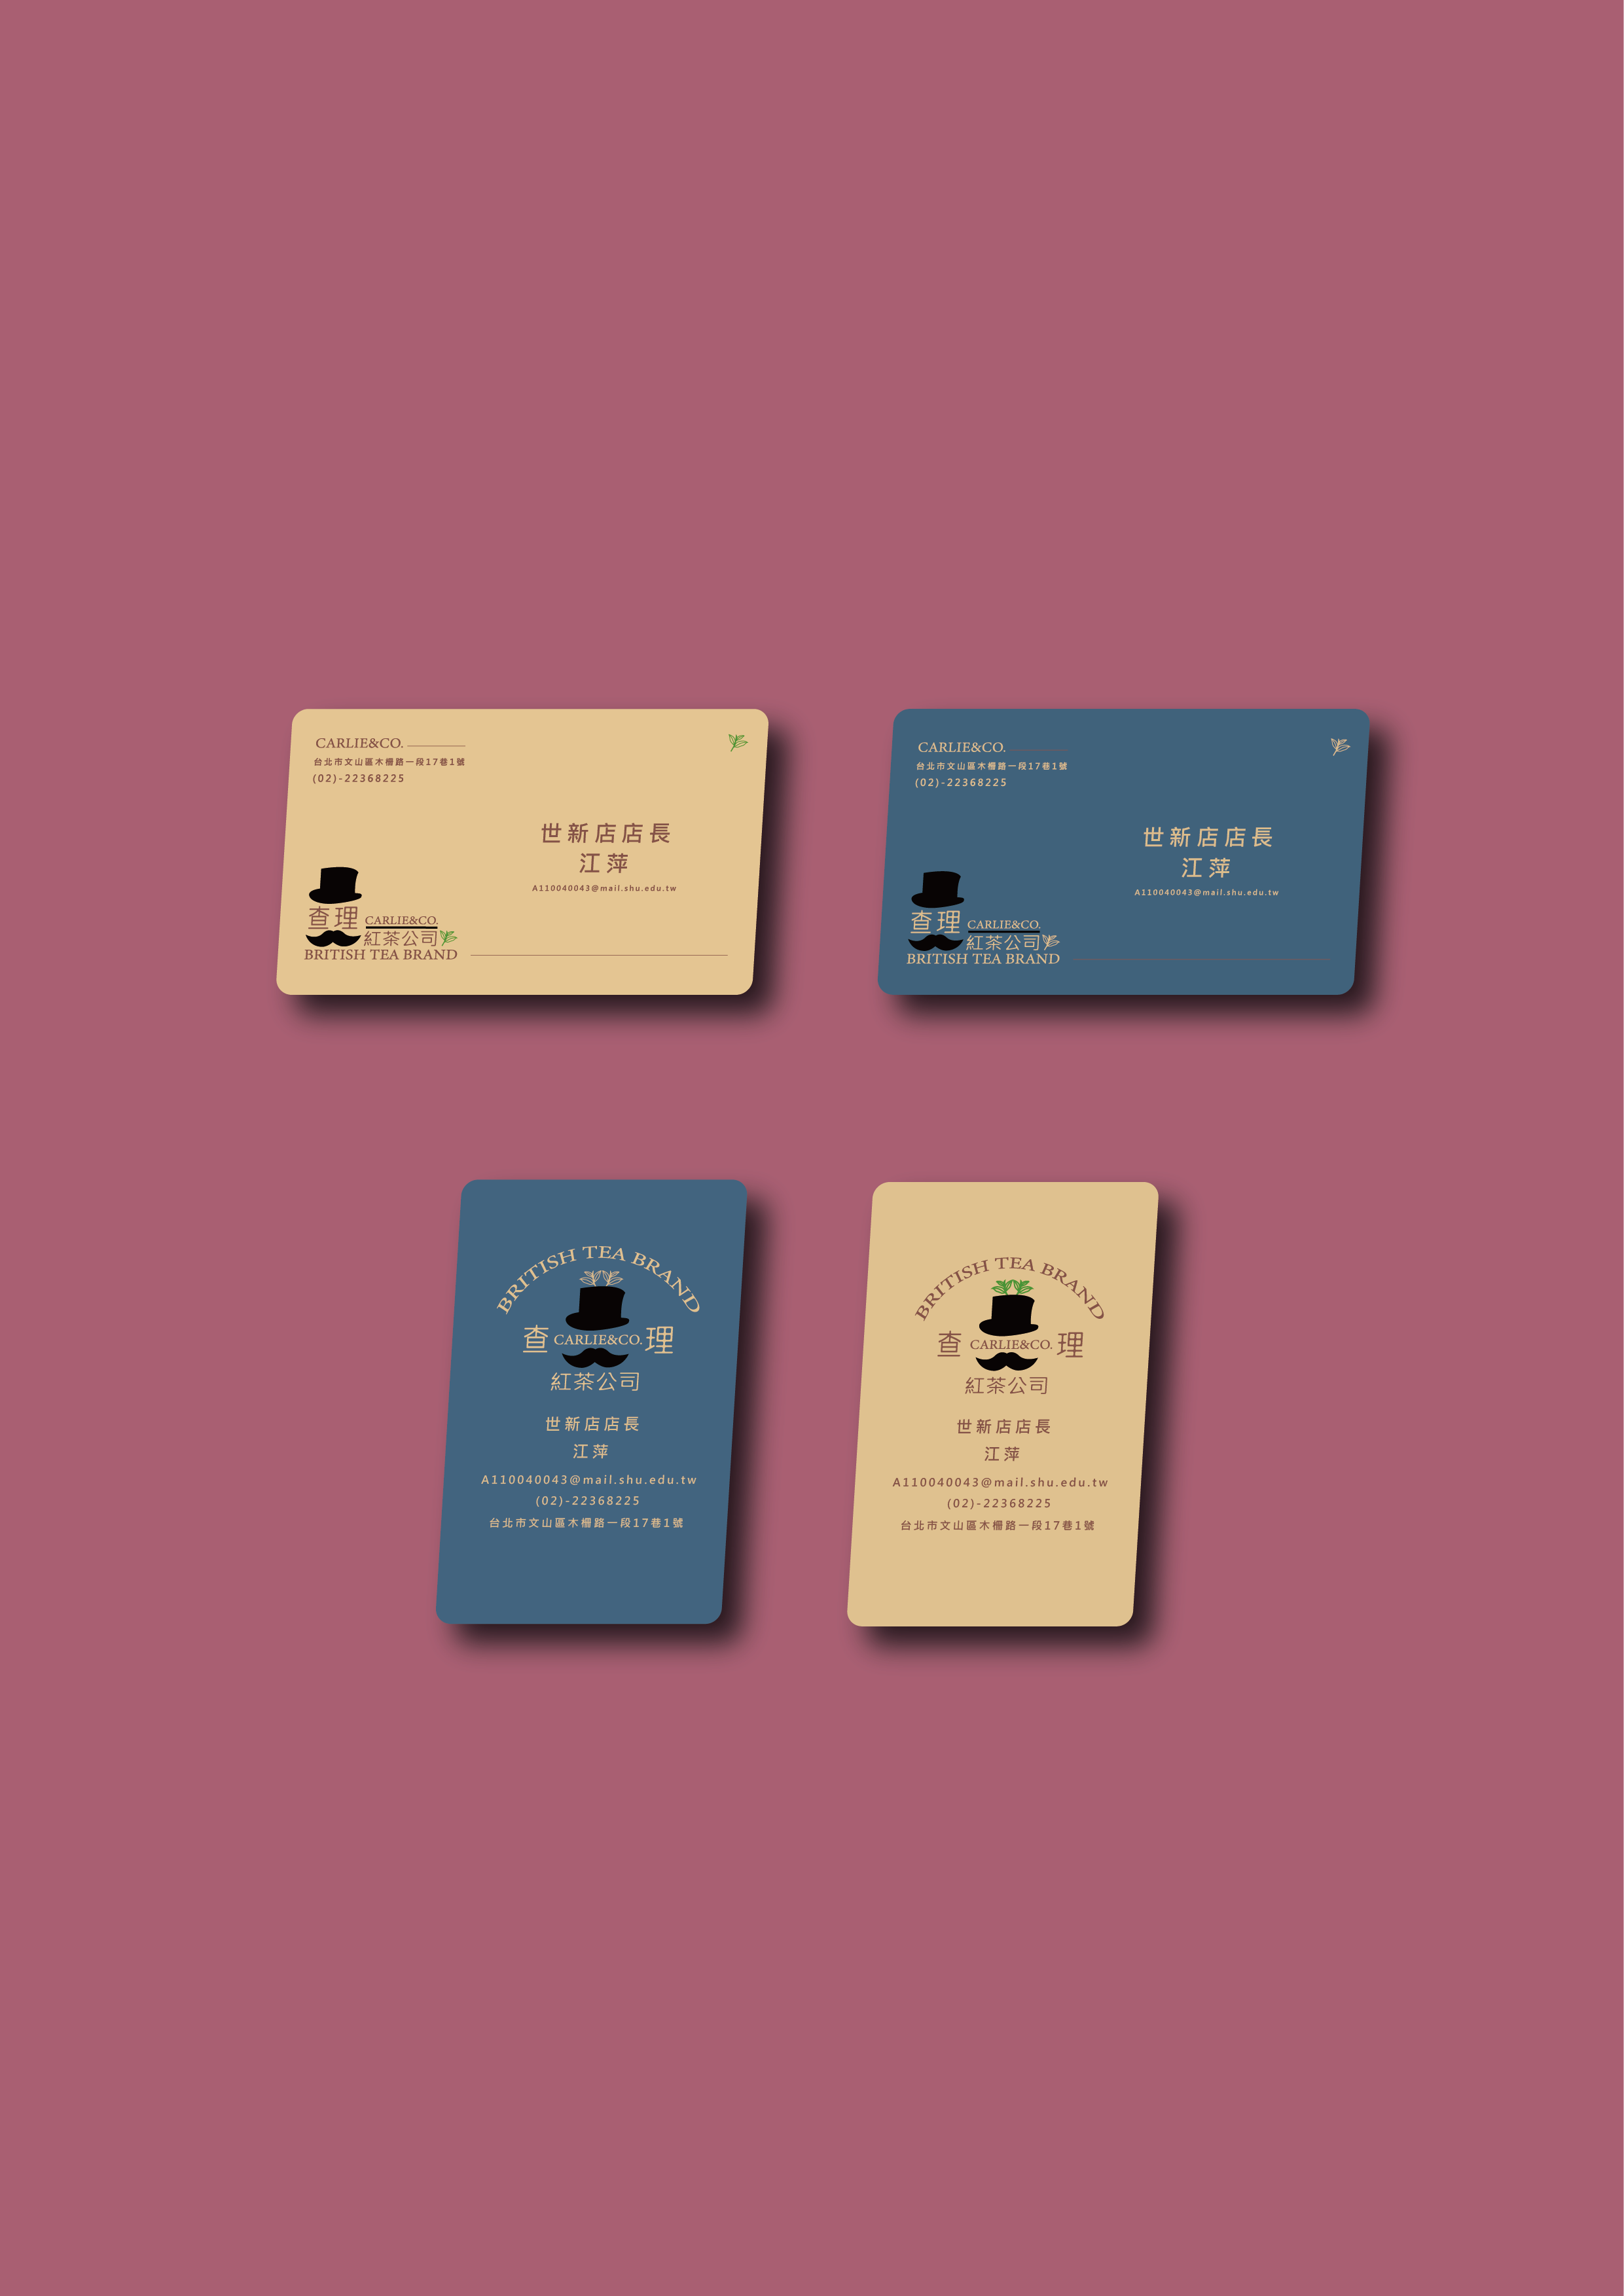 CARLIE&CO.
台北市文山區木柵路一段17巷1號
(02)-22368225
世新店店長
江萍
A110040043@mail.shu.edu.tw
查理
CARLIE&CO.
紅茶公司
BRITISH TEA BRAND
CARLIE&CO.
台北市文山區木柵路一段17巷1號
(02)-22368225
世新店店長
江萍
A110040043@mail.shu.edu.tw
查理
CARLIE&CO.
紅茶公司
BRITISH TEA BRAND
BRITISH TEA BRAND
查 CARLIE&CO. 理
紅茶公司
世新店店長
江萍
A110040043@mail.shu.edu.tw
(02)-22368225
台北市文山區木柵路一段17巷1號
BRITISH TEA BRAND
查 CARLIE&CO. 理
紅茶公司
世新店店長
江萍
A110040043@mail.shu.edu.tw
(02)-22368225
台北市文山區木柵路一段17巷1號